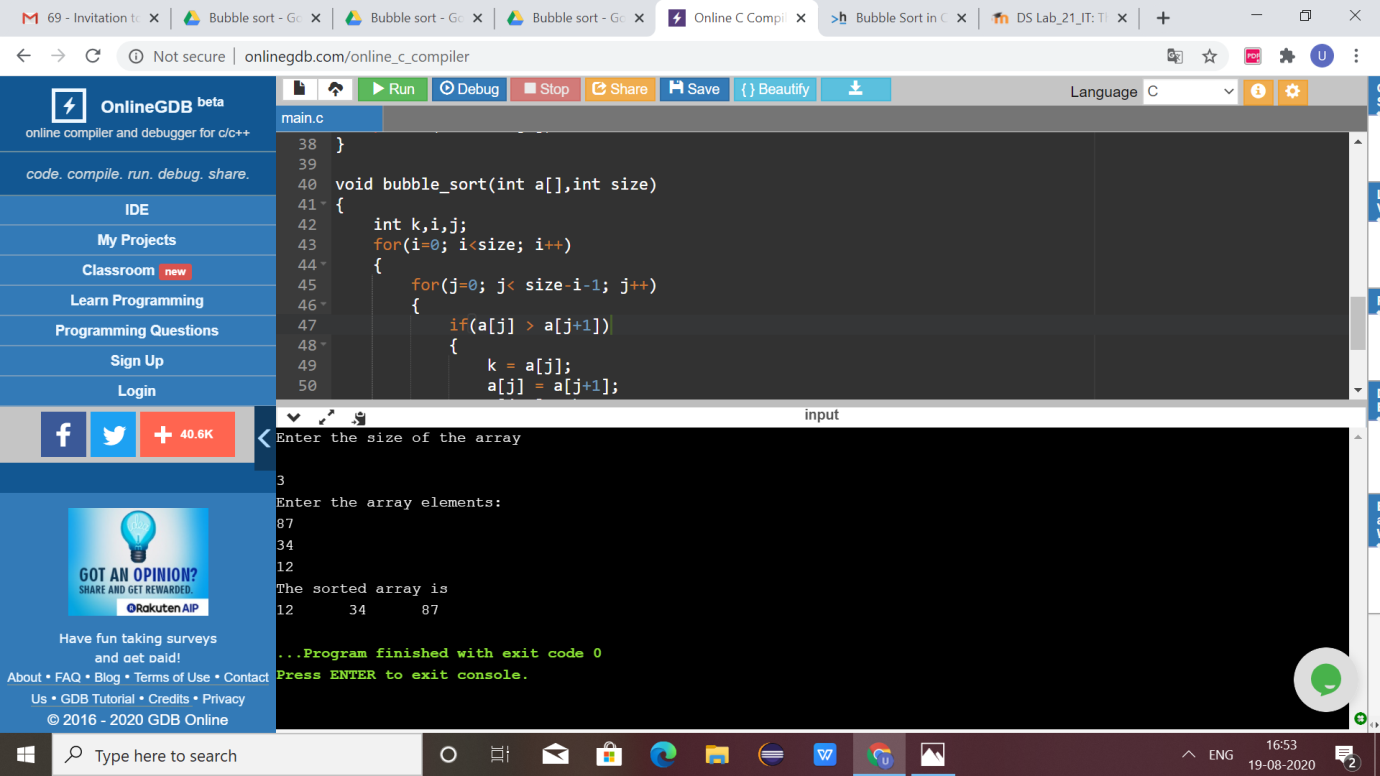 69 - Invitation to
Bubble sort - Go
Bubble sort - Go
Bubble sort - Go
Online C Compi
Bubble Sort in C
DS Lab_21_IT: Th
Not secure | onlinegdb.com/online_c_compiler
OnlineGDB beta
online compiler and debugger for c/c++
code. compile. run. debug. share.
IDE
My Projects
Classroom new
Learn Programming
Programming Questions
Sign Up
Login
40.6K
GOT AN OPINION?
SHARE AND GET REWARDED.
Rakuten AIP
Have fun taking surveys
and get paid!
About • FAQ • Blog • Terms of Use • Contact
Us • GDB Tutorial • Credits • Privacy
© 2016 - 2020 GDB Online
Run Debug Stop Share Save { } Beautify
Language C
main.c
38 }
39
40 void bubble_sort(int a[],int size)
41 {
42 int k,i,j;
43 for(i=0; i<size; i++)
44 {
45 for(j=0; j< size-i-1; j++)
46 {
47 if(a[j] > a[j+1])
48 {
49 k = a[j];
50 a[j] = a[j+1];
input
Enter the size of the array
3
Enter the array elements:
87
34
12
The sorted array is
12 34 87
...Program finished with exit code 0
Press ENTER to exit console.
Type here to search
ENG
16:53
19-08-2020
2